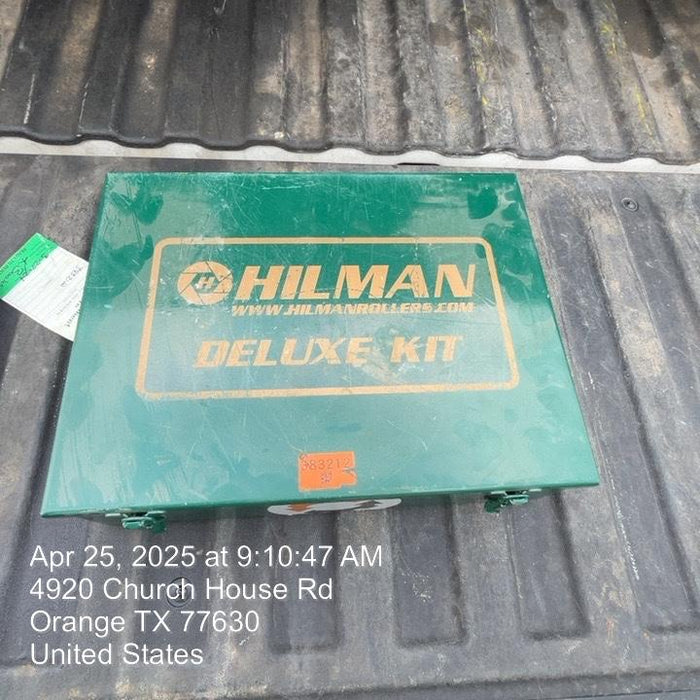 H HILMAN
WWW.HILMANROLLERS.COM
DELUXE KIT
383212
Apr 25, 2025 at 9:10:47 AM
4920 Church House Rd
Orange TX 77630
United States